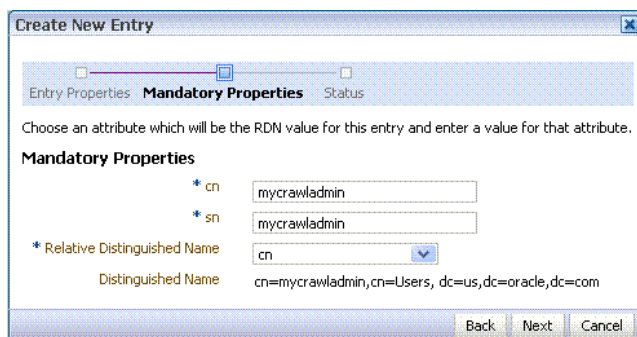 Create New Entry
Entry Properties Mandatory Properties Status
Choose an attribute which will be the RDN value for this entry and enter a value for that attribute.
Mandatory Properties
* cn mycrawladmin
* sn mycrawladmin
* Relative Distinguished Name cn
Distinguished Name cn=mycrawladmin,cn=Users, dc=us,dc=oracle,dc=com
Back Next Cancel